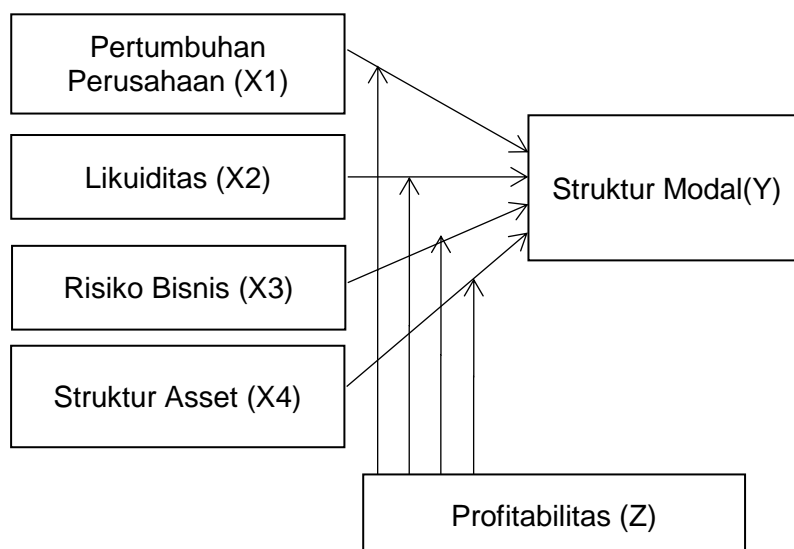 Pertumbuhan
Perusahaan (X1)
Likuiditas (X2)
Struktur Modal(Y)
Risiko Bisnis (X3)
Struktur Asset (X4)
Profitabilitas (Z)